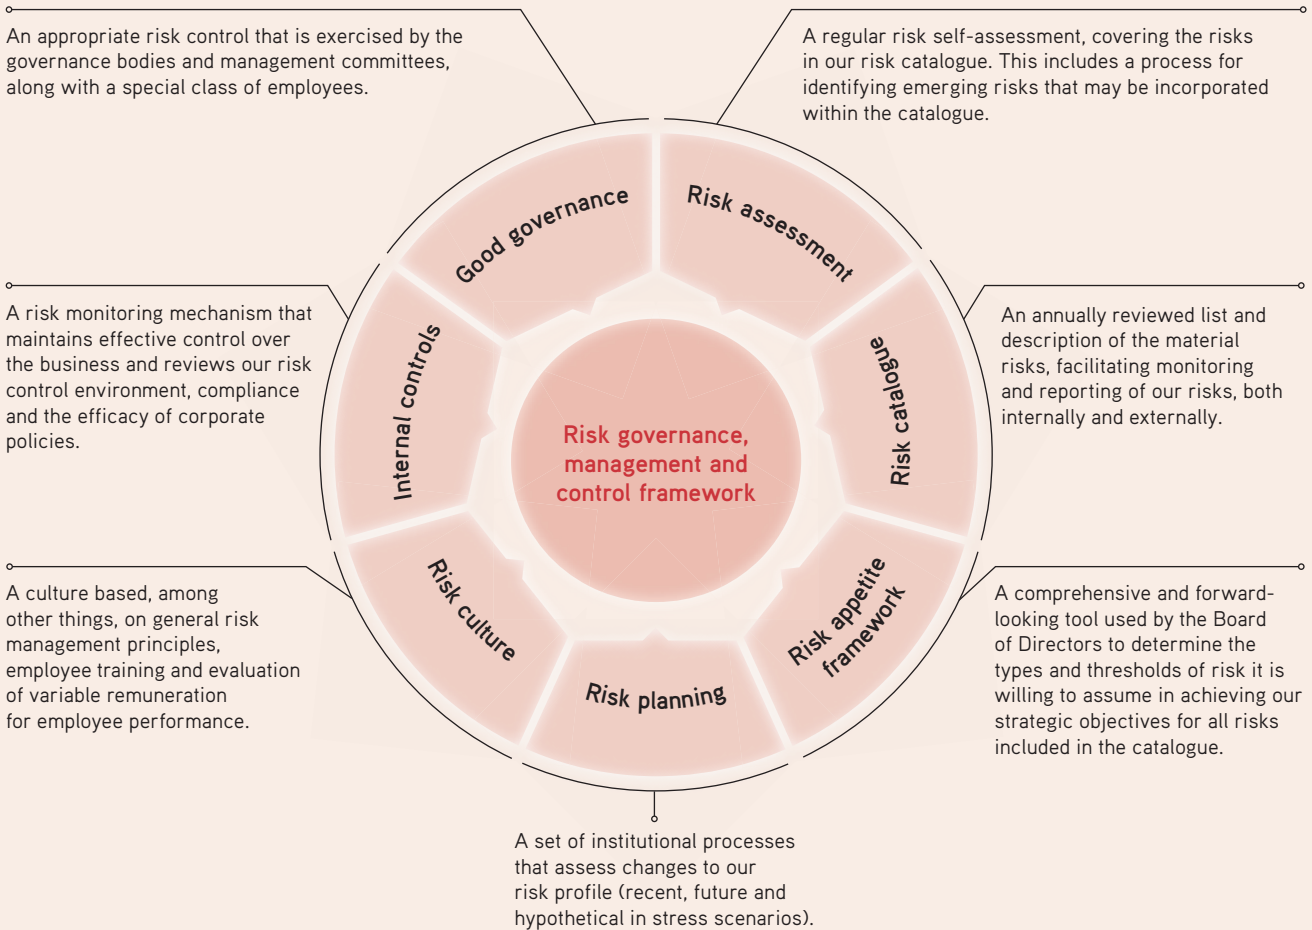 An appropriate risk control that is exercised by the
governance bodies and management committees,
along with a special class of employees.
A regular risk self-assessment, covering the risks
in our risk catalogue. This includes a process for
identifying emerging risks that may be incorporated
within the catalogue.
Good governance
Risk assessment
A risk monitoring mechanism that
maintains effective control over
the business and reviews our risk
control environment, compliance
and the efficacy of corporate
policies.
Internal controls
Risk governance,
management and
control framework
Risk catalogue
An annually reviewed list and
description of the material
risks, facilitating monitoring
and reporting of our risks, both
internally and externally.
A culture based, among
other things, on general risk
management principles,
employee training and evaluation
of variable remuneration
for employee performance.
Risk culture
Risk planning
Risk appetite
framework
A comprehensive and forward-
looking tool used by the Board
of Directors to determine the
types and thresholds of risk it is
willing to assume in achieving our
strategic objectives for all risks
included in the catalogue.
A set of institutional processes
that assess changes to our
risk profile (recent, future and
hypothetical in stress scenarios).